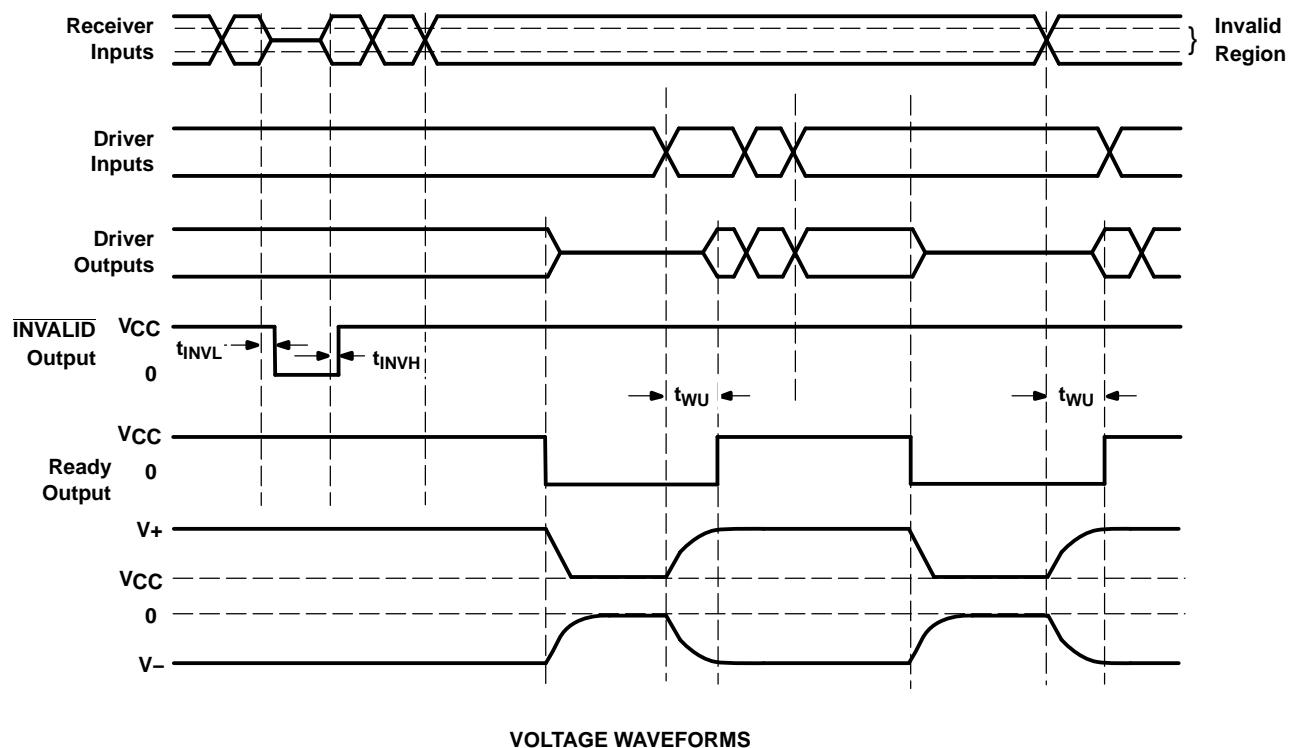 Receiver
Inputs
} Invalid
Region
Driver
Inputs
Driver
Outputs
INVALID
Output
VCC
0
tINVL
tINVH
tWU
tWU
Ready
Output
VCC
0
V+
VCC
0
V−
VOLTAGE WAVEFORMS